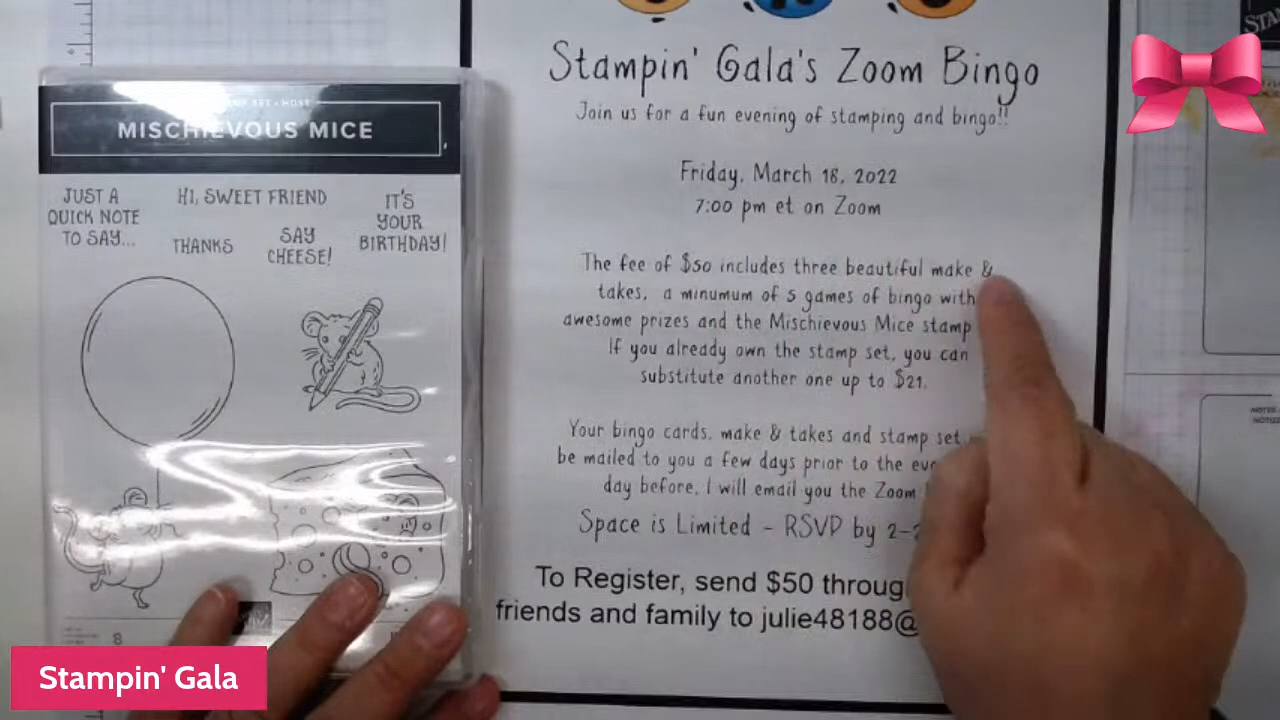 Stampin' Gala's Zoom Bingo
Join us for a fun evening of stamping and bingo!!
Friday, March 18, 2022
7:00 pm et on Zoom
The fee of $50 includes three beautiful make &
takes, a minumum of 5 games of bingo with
awesome prizes and the Mischievous Mice stamp
If you already own the stamp set, you can
substitute another one up to $21.
Your bingo cards, make & takes and stamp set
be mailed to you a few days prior to the
day before, I will email you the Zoom
Space is Limited - RSVP by 2-
To Register, send $50
friends and family to julie48188@
MISCHIEVOUS MICE
JUST A
QUICK NOTE
TO SAY...
HI, SWEET FRIEND
THANKS
SAY
CHEESE!
IT'S
YOUR
BIRTHDAY!
8
Stampin' Gala